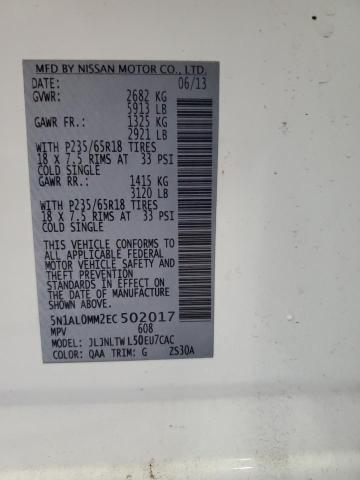 MFD BY NISSAN MOTOR CO., LTD.
DATE: 06/13
GVWR: 2682 KG
5913 LB
GAWR FR.: 1325 KG
2921 LB
WITH P235/65R18 TIRES
18 X 7.5 RIMS AT 33 PSI
COLD SINGLE
GAWR RR.: 1415 KG
3120 LB
WITH P235/65R18 TIRES
18 X 7.5 RIMS AT 33 PSI
COLD SINGLE
THIS VEHICLE CONFORMS TO
ALL APPLICABLE FEDERAL
MOTOR VEHICLE SAFETY AND
THEFT PREVENTION
STANDARDS IN EFFECT ON
THE DATE OF MANUFACTURE
SHOWN ABOVE.
5N1AL0MM2EC502017
MPV 608
MODEL: JLJNLTWL50EU7CAC
COLOR: QAA TRIM: G ZS30A